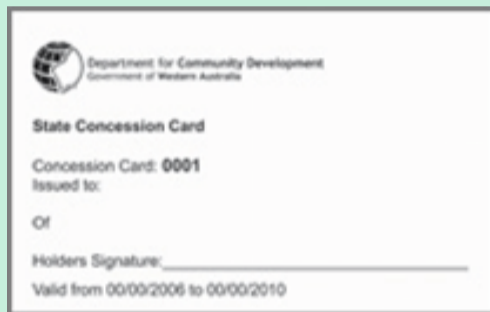 Department for Community Development
Government of Western Australia
State Concession Card
Concession Card: 0001
Issued to:
Of
Holders Signature:
Valid from 00/00/2006 to 00/00/2010